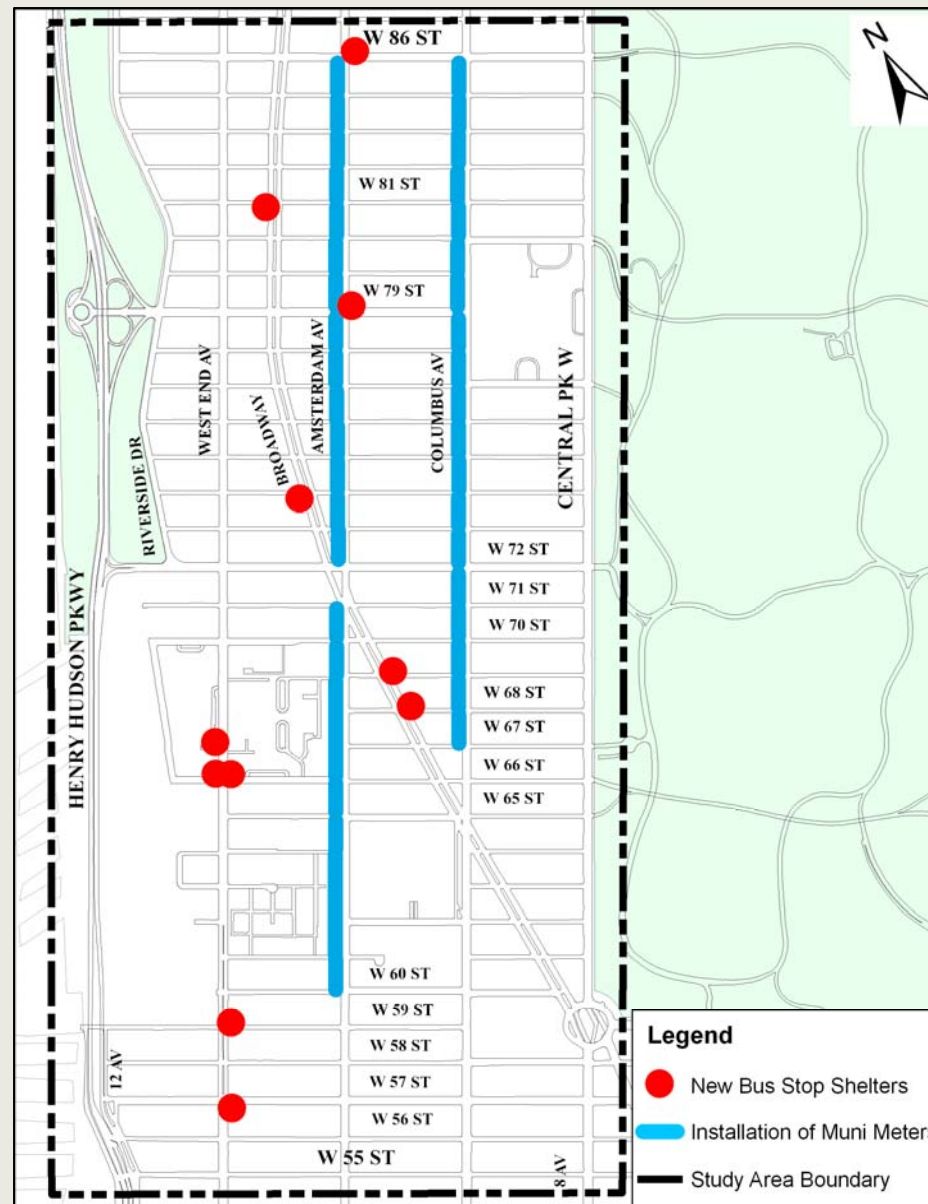 W 86 ST
N
W 81 ST
W 79 ST
WEST END AV
BROADWAY
AMSTERDAM AV
COLUMBUS AV
CENTRAL PK W
RIVERSIDE DR
HENRY HUDSON PKWY
W 72 ST
W 71 ST
W 70 ST
W 68 ST
W 67 ST
W 66 ST
W 65 ST
W 60 ST
W 59 ST
W 58 ST
12 AV
W 57 ST
W 56 ST
W 55 ST
8 AV
Legend
New Bus Stop Shelters
Installation of Muni Meters
Study Area Boundary